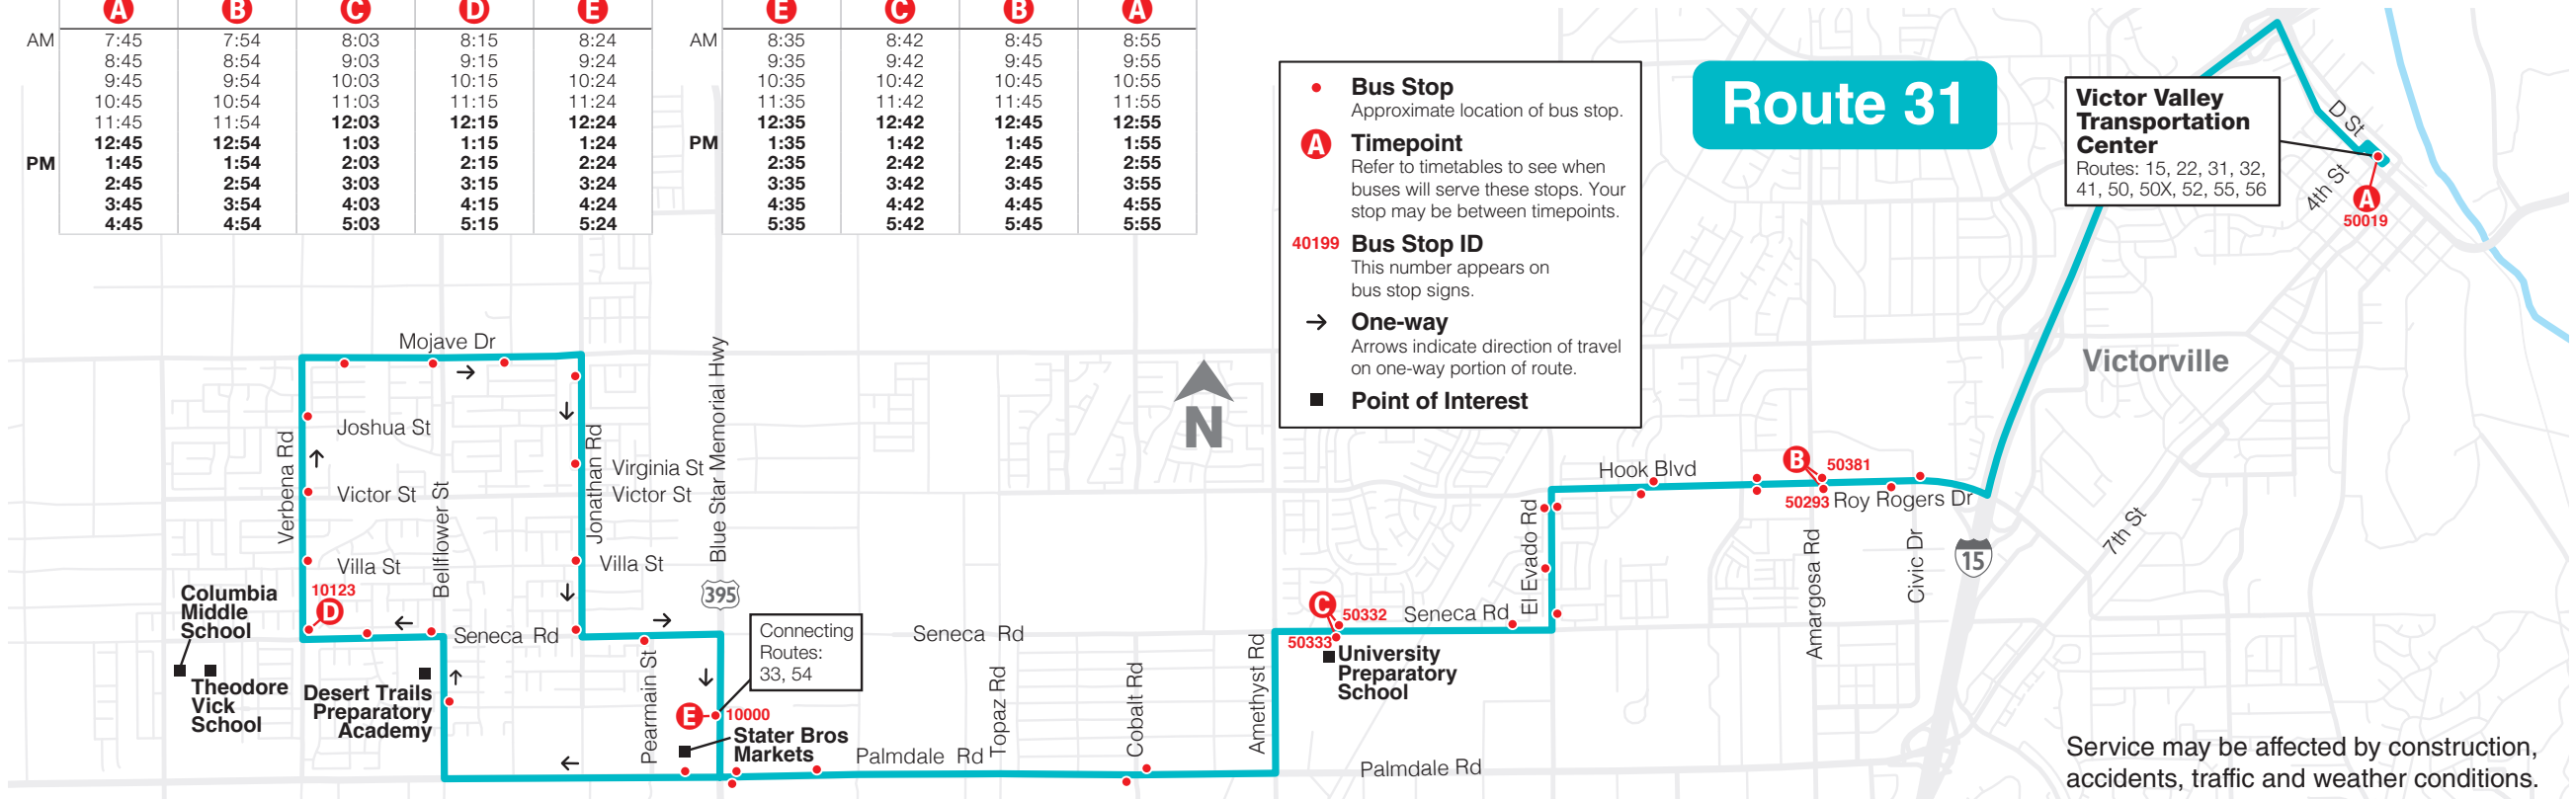 A B C D E
AM 7:45 7:54 8:03 8:15 8:24
8:45 8:54 9:03 9:15 9:24
9:45 9:54 10:03 10:15 10:24
10:45 10:54 11:03 11:15 11:24
11:45 11:54 12:03 12:15 12:24
12:45 12:54 1:03 1:15 1:24
PM 1:45 1:54 2:03 2:15 2:24
2:45 2:54 3:03 3:15 3:24
3:45 3:54 4:03 4:15 4:24
4:45 4:54 5:03 5:15 5:24
E C B A
AM 8:35 8:42 8:45 8:55
9:35 9:42 9:45 9:55
10:35 10:42 10:45 10:55
11:35 11:42 11:45 11:55
12:35 12:42 12:45 12:55
PM 1:35 1:42 1:45 1:55
2:35 2:42 2:45 2:55
3:35 3:42 3:45 3:55
4:35 4:42 4:45 4:55
5:35 5:42 5:45 5:55
Bus Stop
Approximate location of bus stop.
A Timepoint
Refer to timetables to see when
buses will serve these stops. Your
stop may be between timepoints.
40199 Bus Stop ID
This number appears on
bus stop signs.
→ One-way
Arrows indicate direction of travel
on one-way portion of route.
Point of Interest
Route 31
Victor Valley
Transportation
Center
Routes: 15, 22, 31, 32,
41, 50, 50X, 52, 55, 56
D St
4th St
A
50019
Victorville
N
Mojave Dr
Verbena Rd
Joshua St
Victor St
Villa St
Bellflower St
Jonathan Rd
Virginia St
Victor St
Villa St
Blue Star Memorial Hwy
395
Columbia
Middle
School
Theodore
Vick
School
10123
D
Seneca Rd
Desert Trails
Preparatory
Academy
Pearmain St
Connecting
Routes:
33, 54
E 10000
Stater Bros
Markets
Seneca Rd
Palmdale Rd
Topaz Rd
Cobalt Rd
Amethyst Rd
C
50332
50333
Seneca Rd
University
Preparatory
School
El Evado Rd
Hook Blvd
B
50381
50293
Roy Rogers Dr
Amargosa Rd
Civic Dr
15
7th St
Palmdale Rd
Service may be affected by construction,
accidents, traffic and weather conditions.